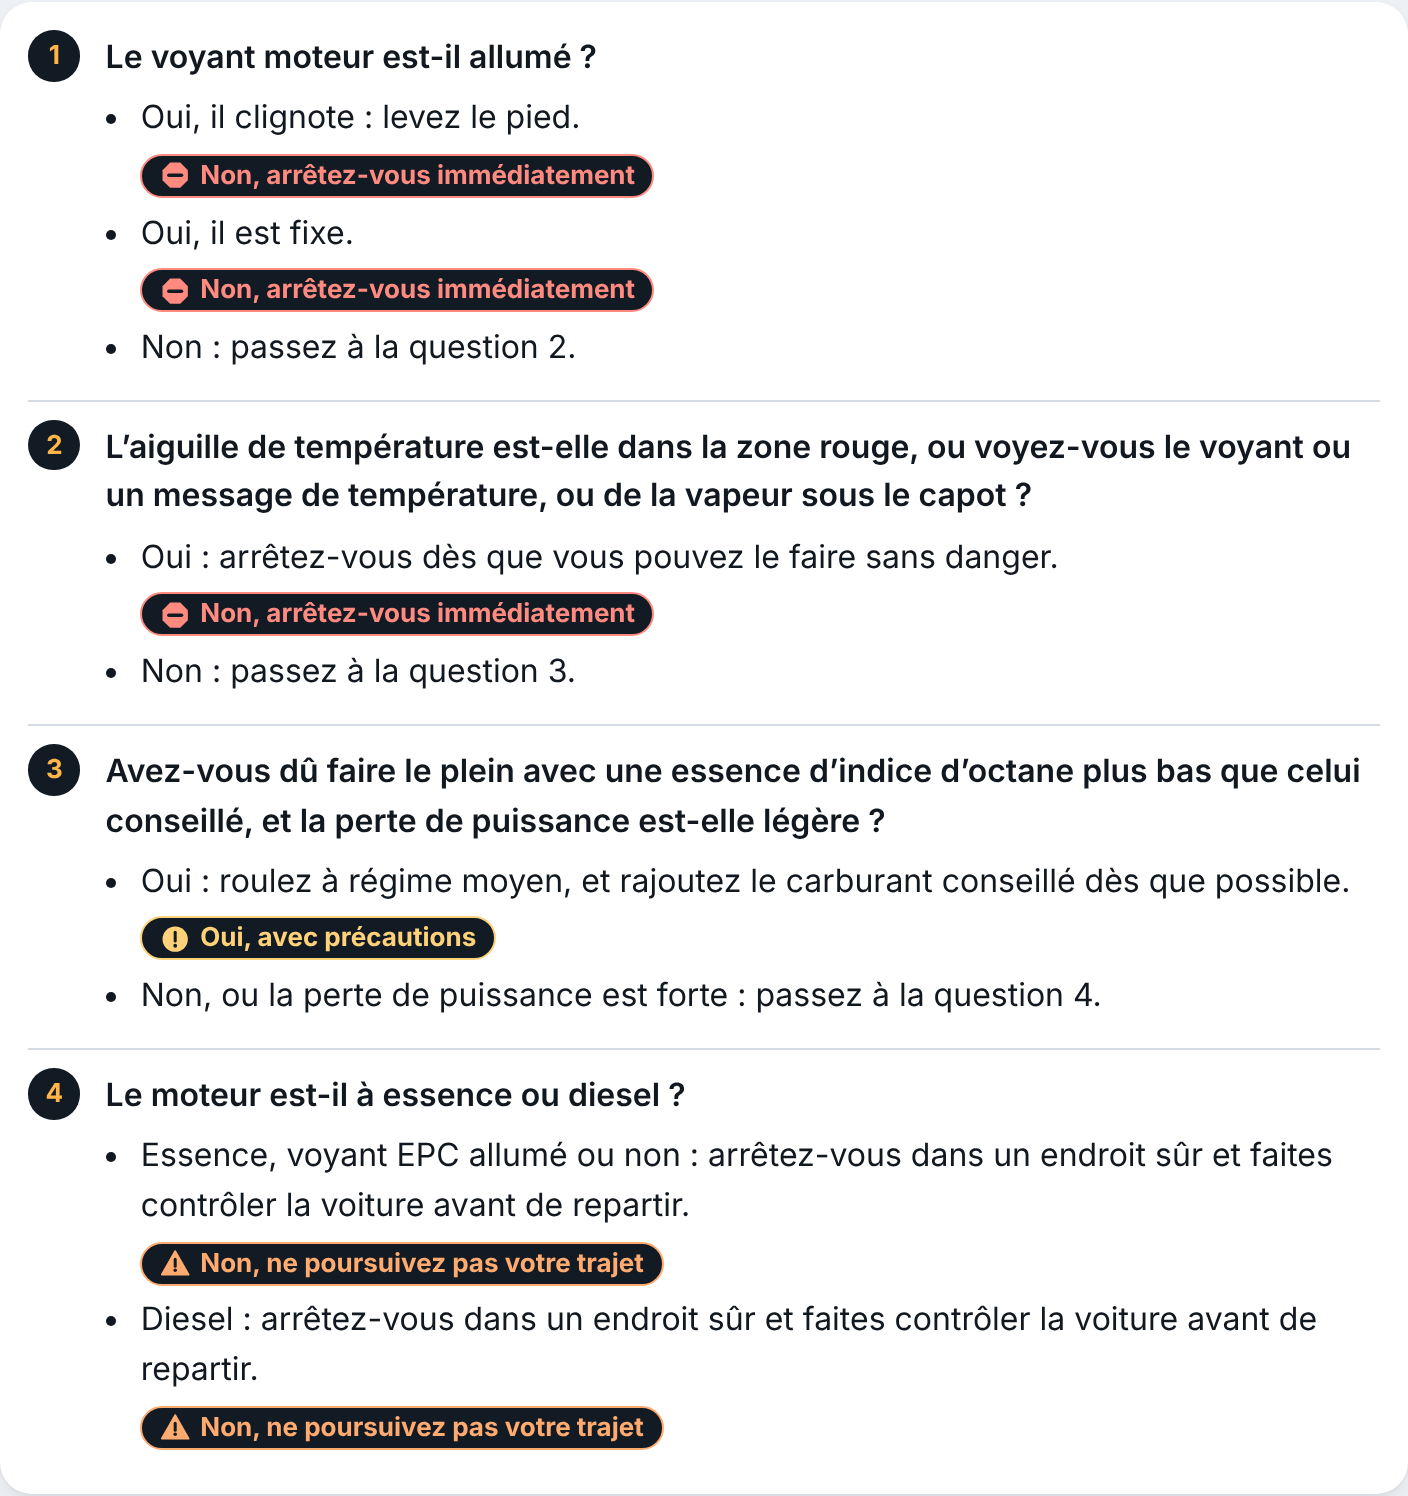 1
Le voyant moteur est-il allumé ?
• Oui, il clignote : levez le pied.
Non, arrêtez-vous immédiatement
• Oui, il est fixe.
Non, arrêtez-vous immédiatement
• Non : passez à la question 2.
2
L’aiguille de température est-elle dans la zone rouge, ou voyez-vous le voyant ou
un message de température, ou de la vapeur sous le capot ?
• Oui : arrêtez-vous dès que vous pouvez le faire sans danger.
Non, arrêtez-vous immédiatement
• Non : passez à la question 3.
3
Avez-vous dû faire le plein avec une essence d’indice d’octane plus bas que celui
conseillé, et la perte de puissance est-elle légère ?
• Oui : roulez à régime moyen, et rajoutez le carburant conseillé dès que possible.
Oui, avec précautions
• Non, ou la perte de puissance est forte : passez à la question 4.
4
Le moteur est-il à essence ou diesel ?
• Essence, voyant EPC allumé ou non : arrêtez-vous dans un endroit sûr et faites
contrôler la voiture avant de repartir.
Non, ne poursuivez pas votre trajet
• Diesel : arrêtez-vous dans un endroit sûr et faites contrôler la voiture avant de
repartir.
Non, ne poursuivez pas votre trajet